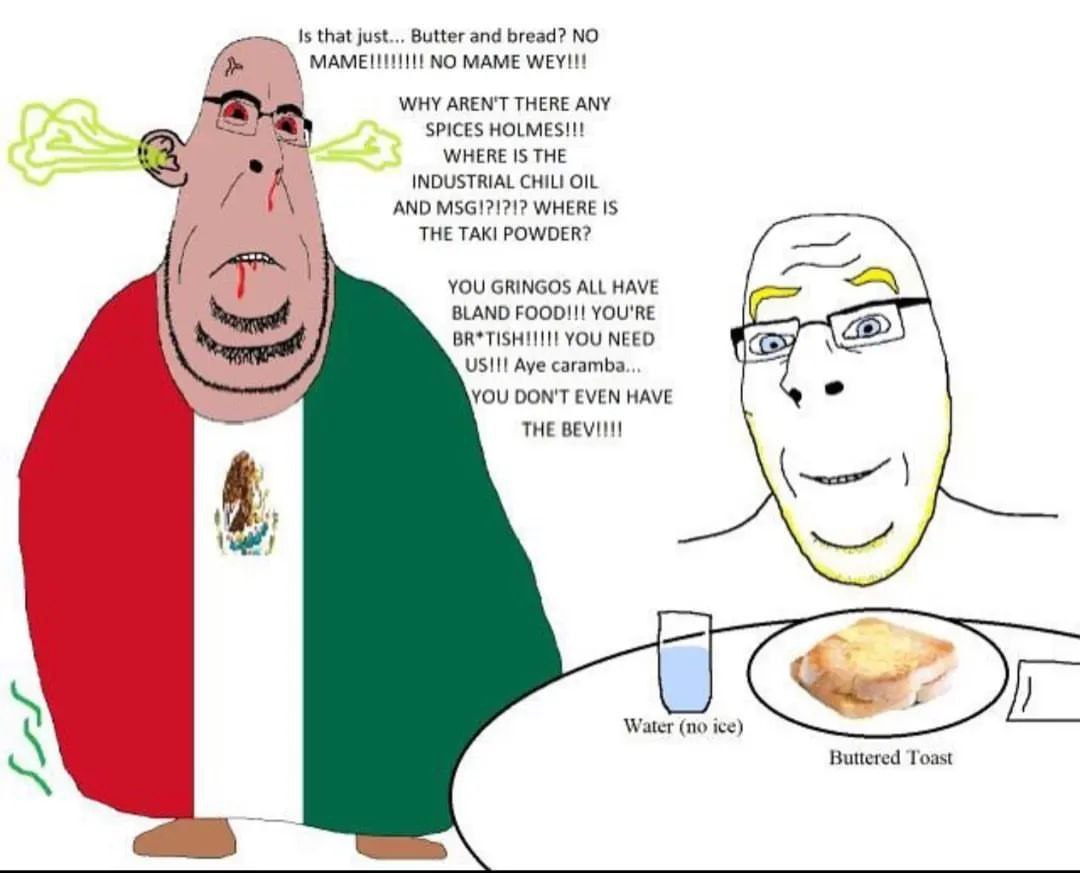 Is that just... Butter and bread? NO
MAME!!!!!!!! NO MAME WEY!!!
WHY AREN'T THERE ANY
SPICES HOLMES!!!
WHERE IS THE
INDUSTRIAL CHILI OIL
AND MSG!?!?!? WHERE IS
THE TAKI POWDER?
YOU GRINGOS ALL HAVE
BLAND FOOD!!! YOU'RE
BR*TISH!!!!! YOU NEED
US!!! Aye caramba...
YOU DON'T EVEN HAVE
THE BEV!!!!
Water (no ice)
Buttered Toast